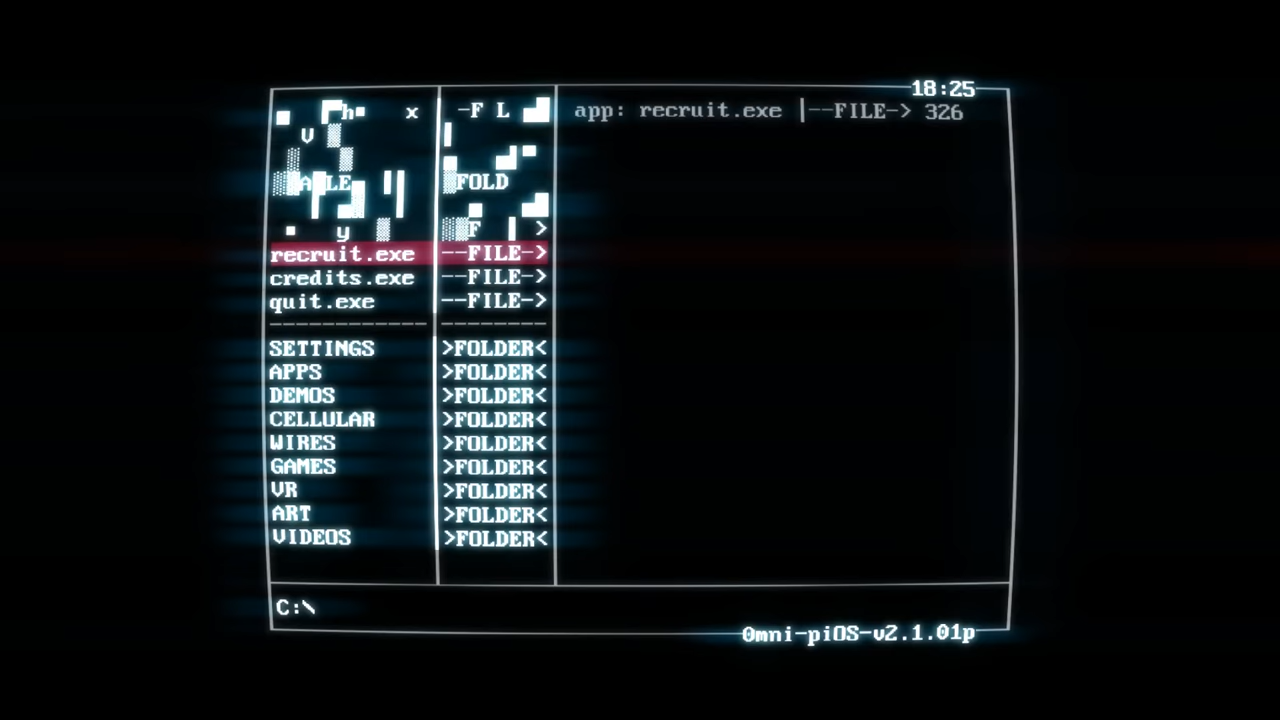 18:25
app: recruit.exe |--FILE-> 326
recruit.exe --FILE->
credits.exe --FILE->
quit.exe --FILE->
------------ --------
SETTINGS >FOLDER<
APPS >FOLDER<
DEMOS >FOLDER<
CELLULAR >FOLDER<
WIRES >FOLDER<
GAMES >FOLDER<
VR >FOLDER<
ART >FOLDER<
VIDEOS >FOLDER<
C:\
0mni-piOS-v2.1.01p